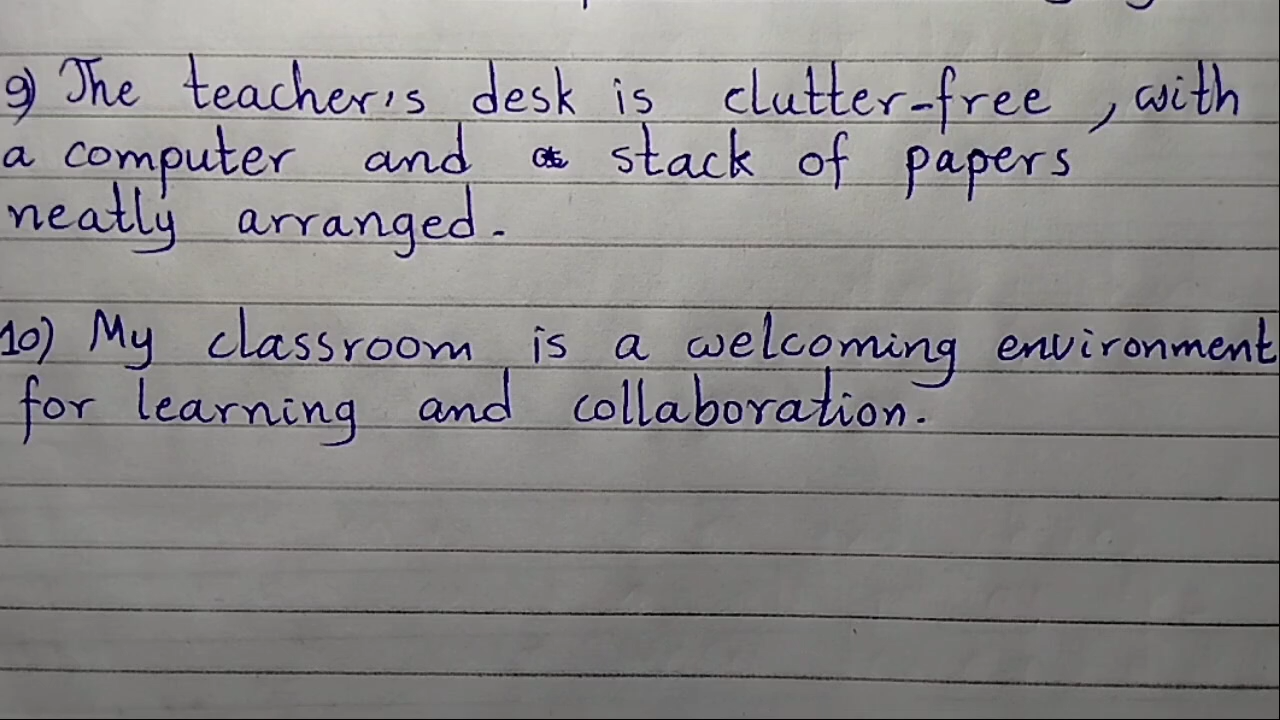 9) The teacher's desk is clutter-free, with
a computer and a stack of papers
neatly arranged.
10) My classroom is a welcoming environment
for learning and collaboration.